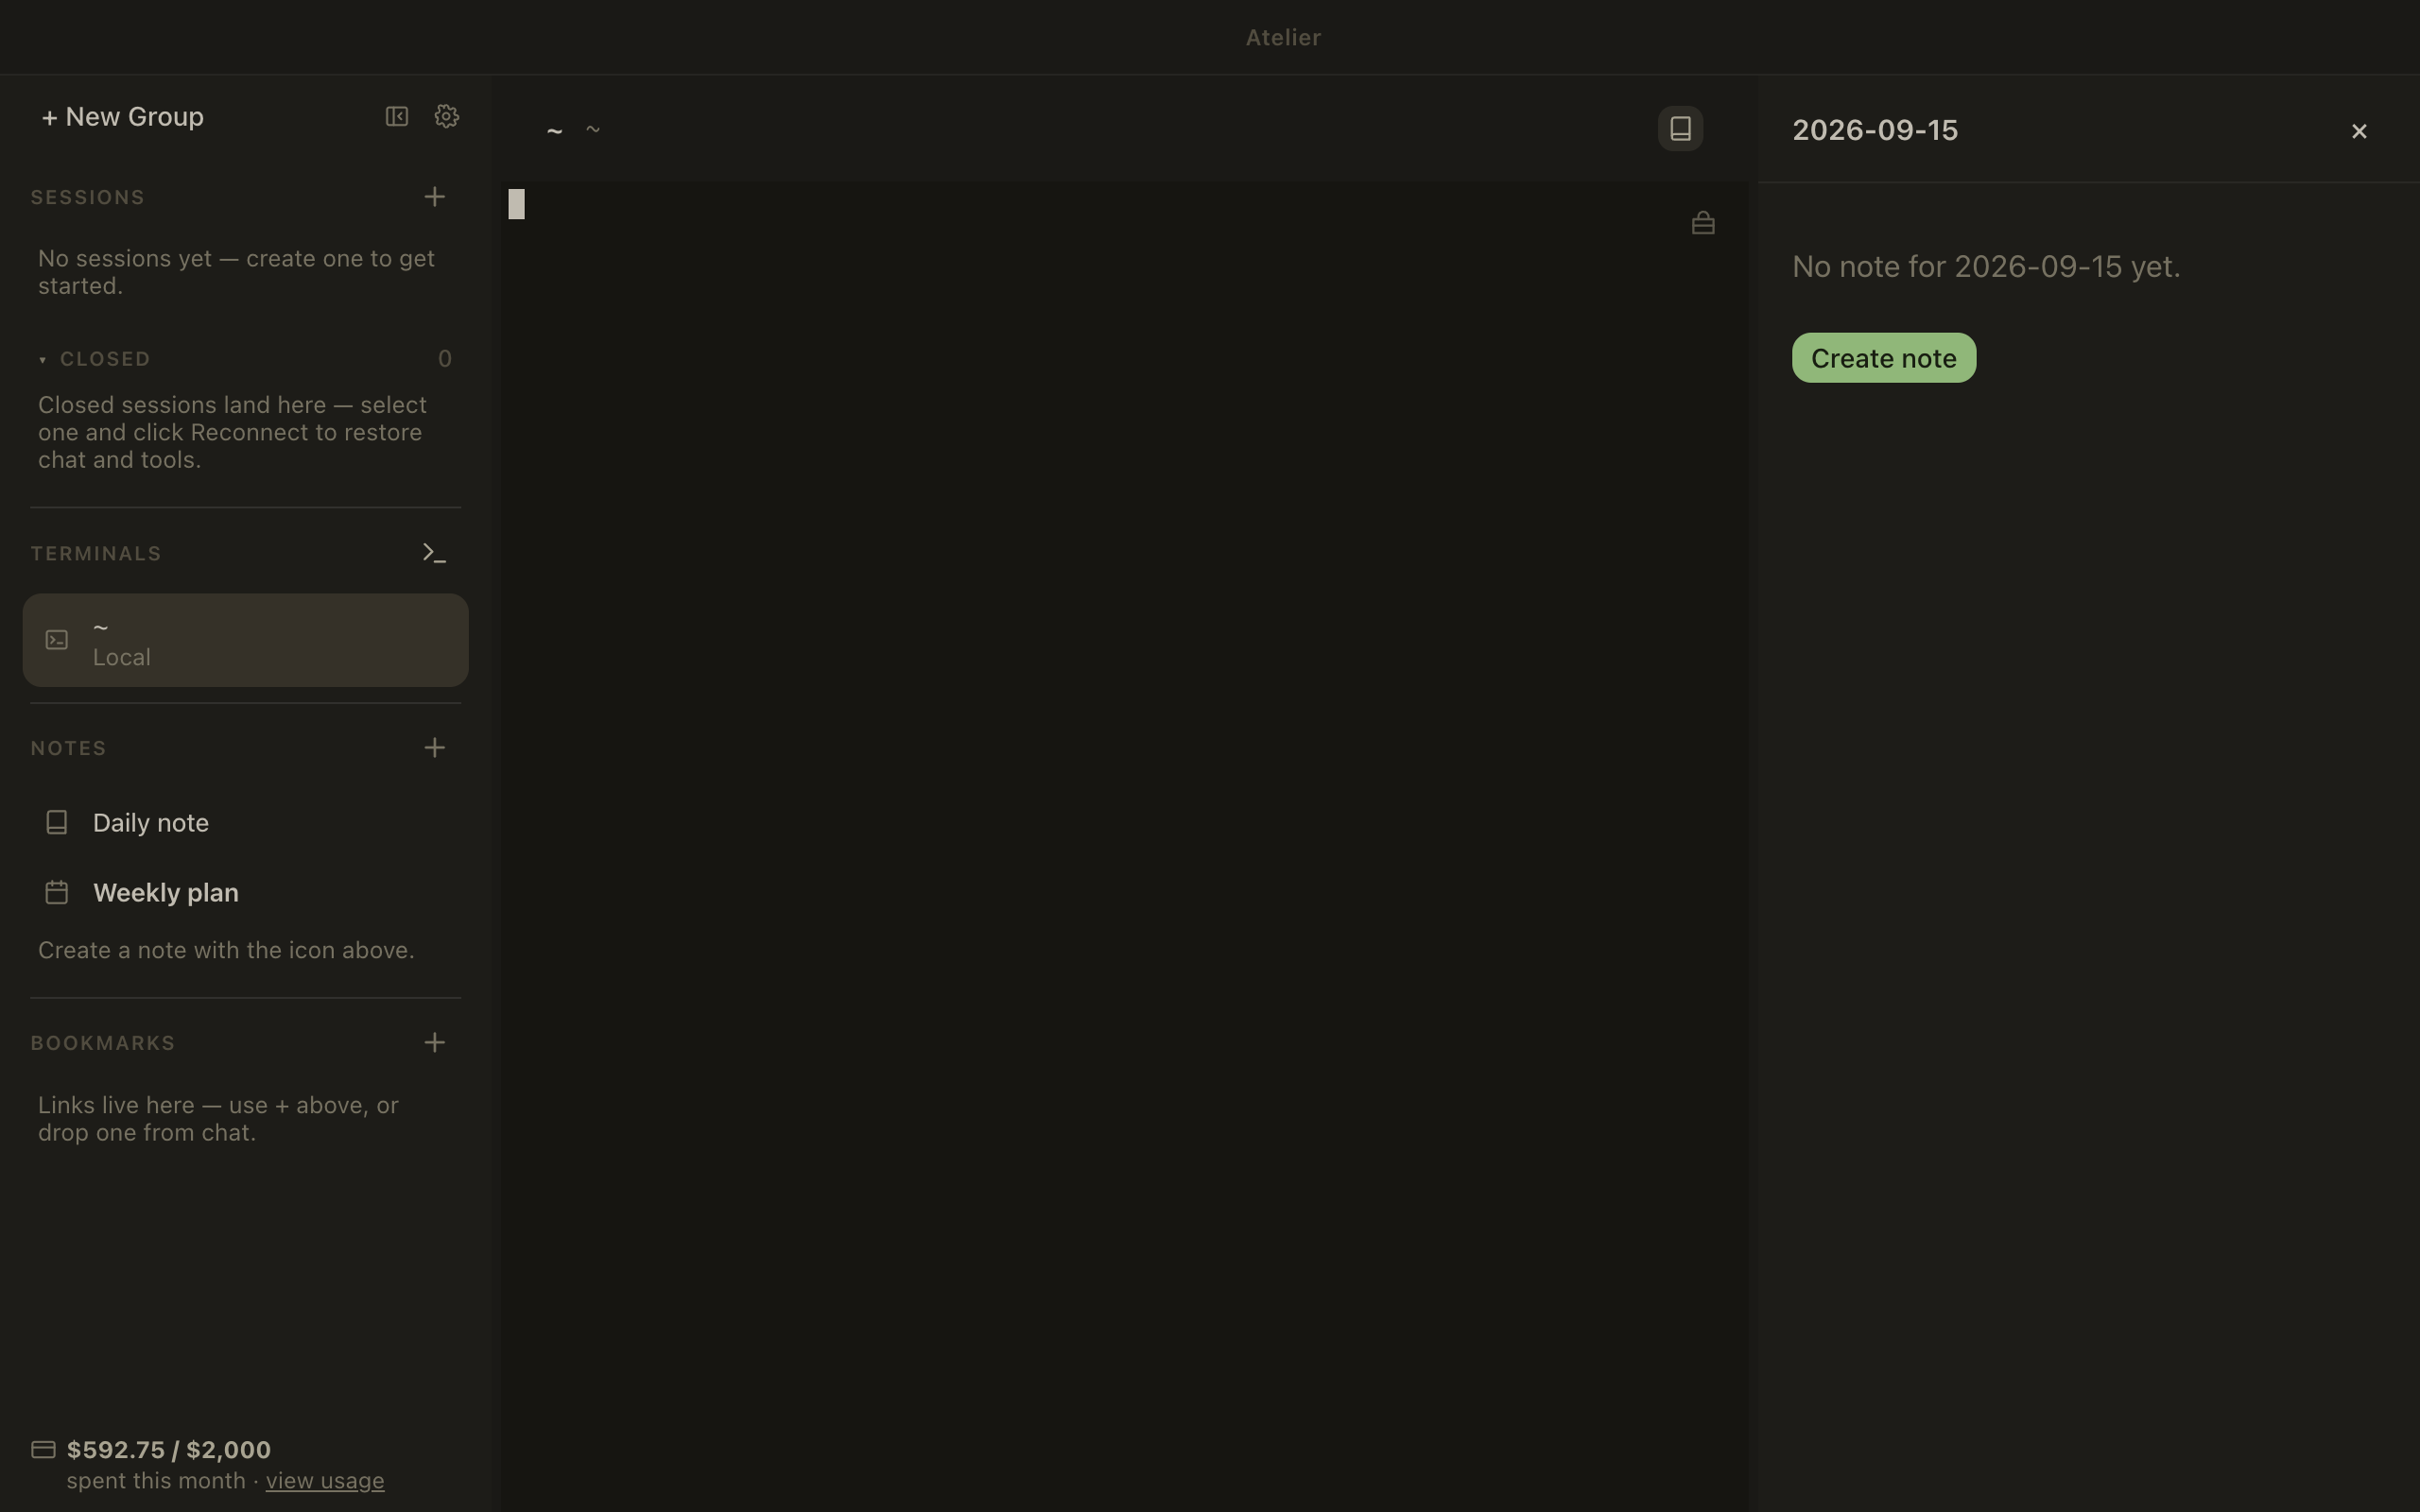 Atelier
+ New Group
SESSIONS
No sessions yet — create one to get
started.
▾ CLOSED 0
Closed sessions land here — select
one and click Reconnect to restore
chat and tools.
TERMINALS
~
Local
NOTES
Daily note
Weekly plan
Create a note with the icon above.
BOOKMARKS
Links live here — use + above, or
drop one from chat.
$592.75 / $2,000
spent this month · view usage
~ ~
2026-09-15
No note for 2026-09-15 yet.
Create note